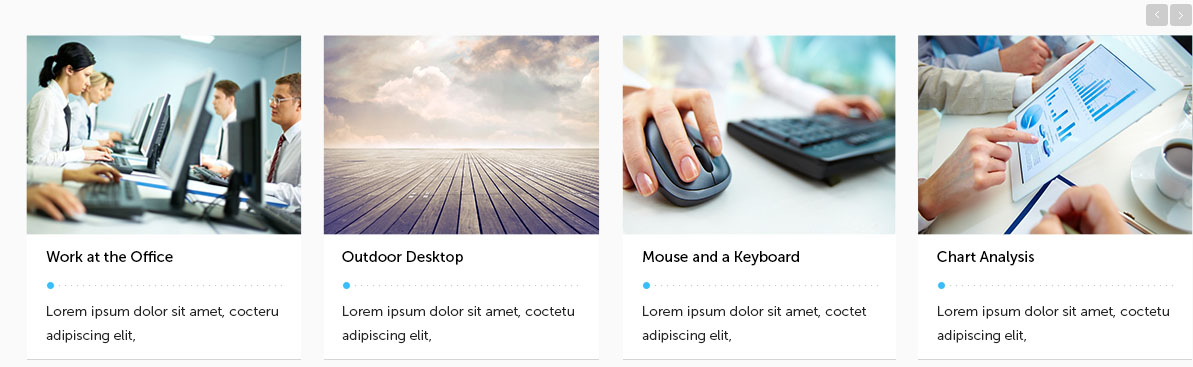 Work at the Office
Lorem ipsum dolor sit amet, cocteru
adipiscing elit,
Outdoor Desktop
Lorem ipsum dolor sit amet, coctetu
adipiscing elit,
Mouse and a Keyboard
Lorem ipsum dolor sit amet, coctet
adipiscing elit,
Chart Analysis
Lorem ipsum dolor sit amet, coctetu
adipiscing elit,